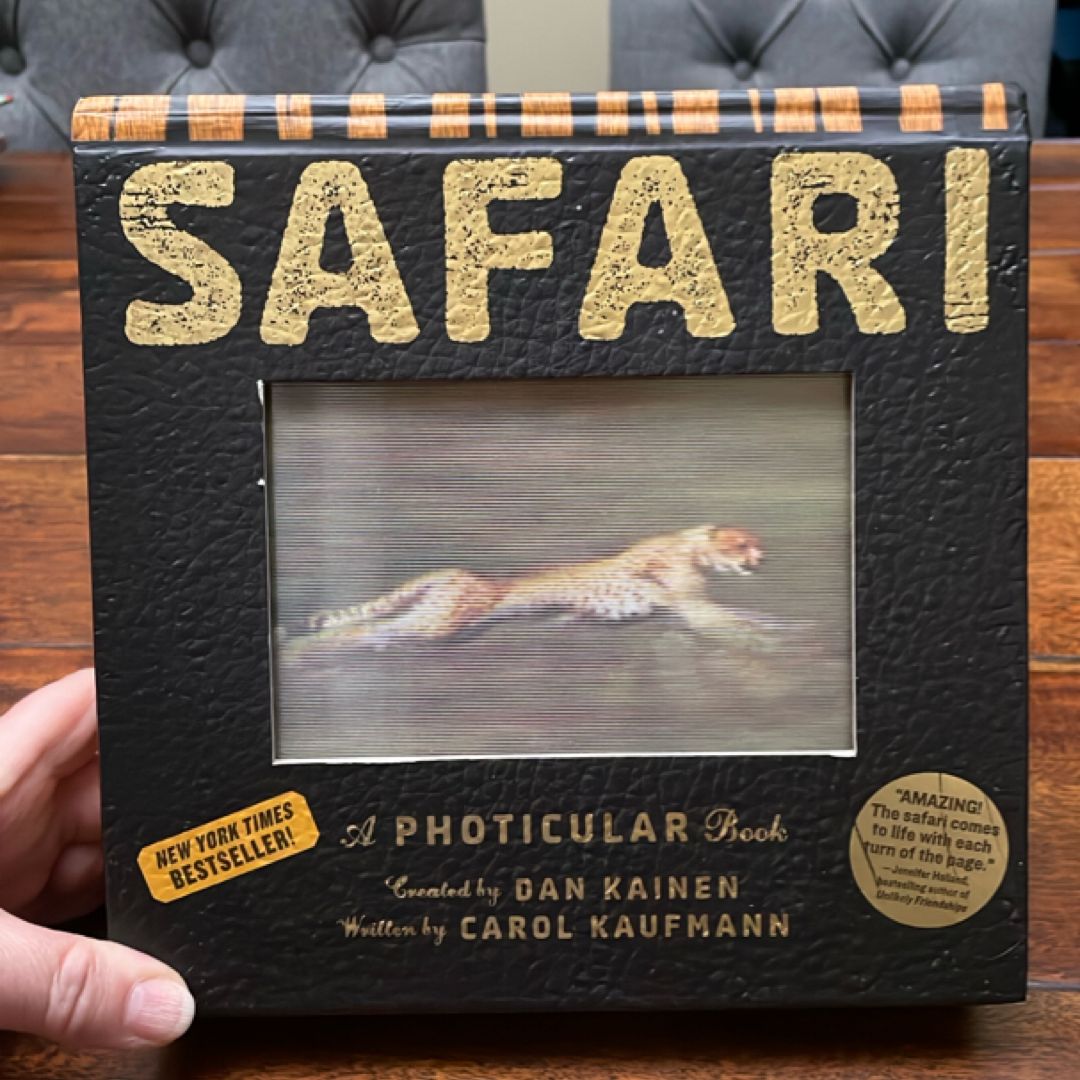 SAFARI
NEW YORK TIMES
BESTSELLER!
A PHOTICULAR Book
Created by DAN KAINEN
Written by CAROL KAUFMANN
"AMAZING!
The safari comes
to life with each
turn of the page."
—Jennifer Holland,
bestselling author of
Unlikely Friendships